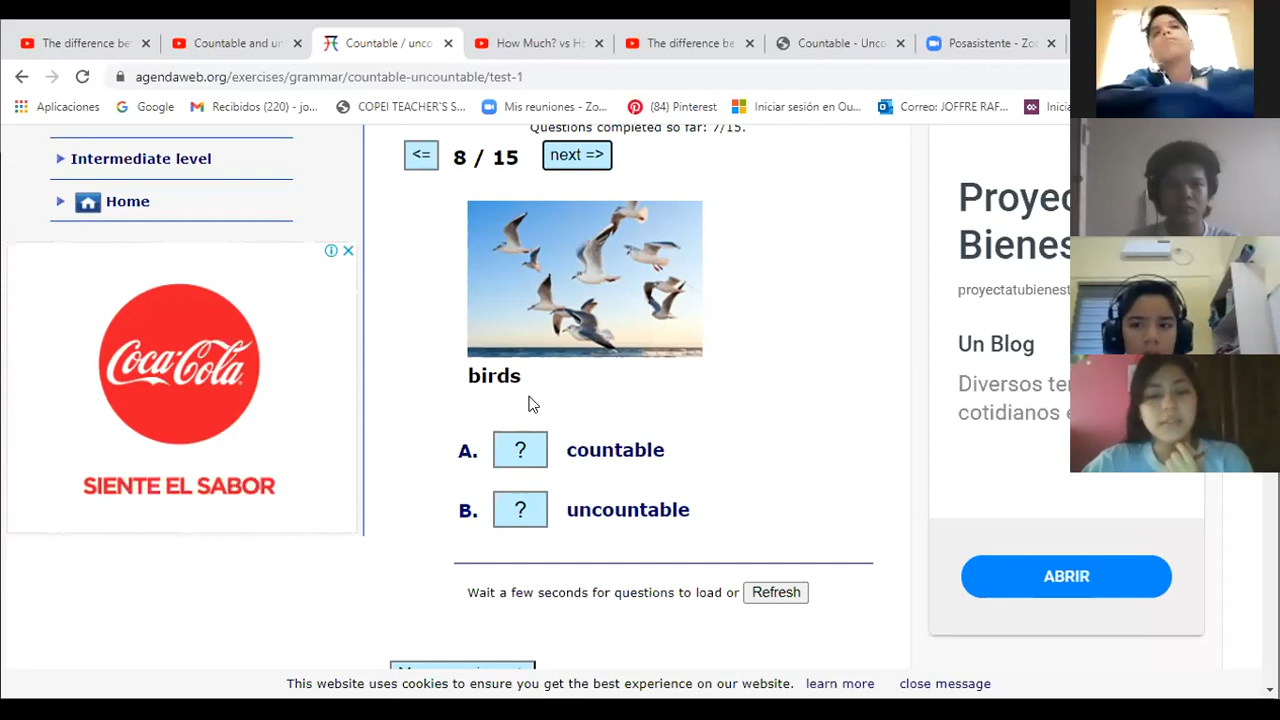 The difference be
Countable and un
Countable / unco
How Much? vs H
The difference be
Countable - Unco
Posasistente - Zo
agendaweb.org/exercises/grammar/countable-uncountable/test-1
Aplicaciones
Google
Recibidos (220) - jo...
COPEI TEACHER'S S...
Mis reuniones - Zo...
(84) Pinterest
Iniciar sesión en Ou...
Correo: JOFFRE RAF...
Inicia
Questions completed so far: 7/15.
Intermediate level
<=
8 / 15
next =>
Home
Coca-Cola
SIENTE EL SABOR
birds
A. ? countable
B. ? uncountable
Wait a few seconds for questions to load or Refresh
Proye
Bienes
proyectatubienest
Un Blog
Diversos te
cotidianos e
ABRIR
This website uses cookies to ensure you get the best experience on our website. learn more close message